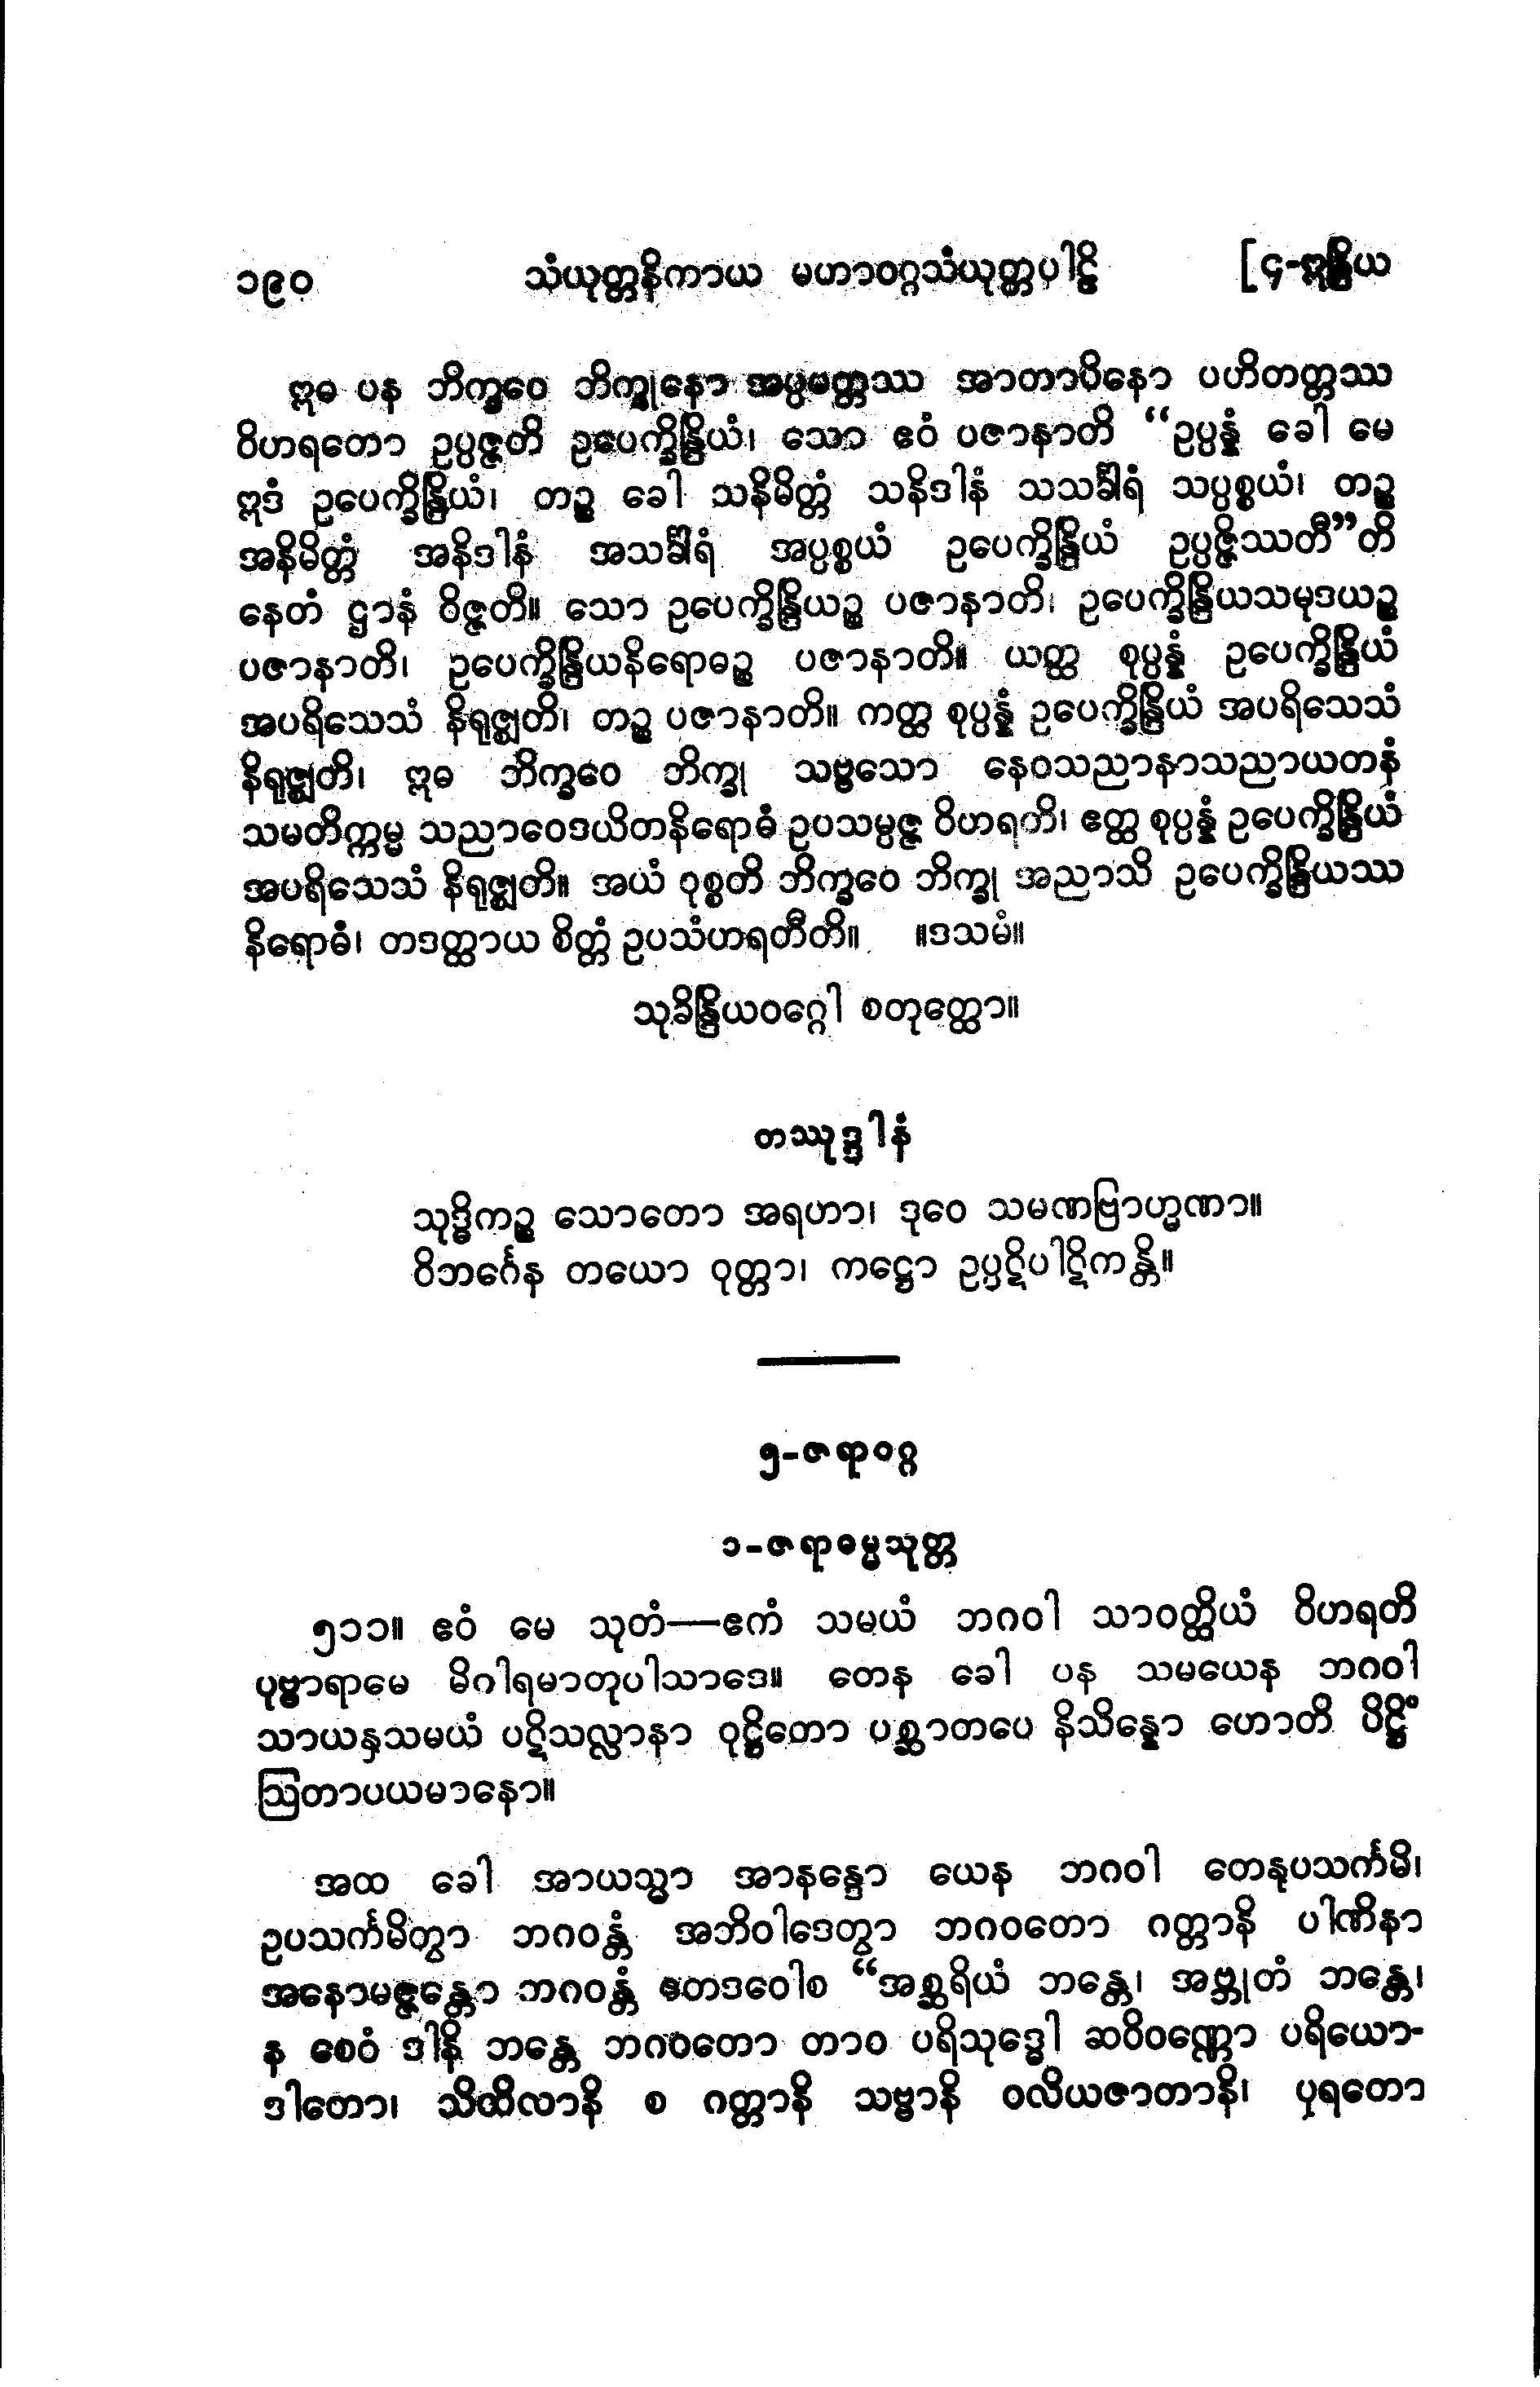 ၁၉၀ သံယုတ္တနိကာယ မဟာဝဂ္ဂသံယုတ္တပါဠိ [၄-ဣန္ဒြိယ
ဣဓ ပန ဘိက္ခဝေ ဘိက္ခုနော အပ္ပမတ္တဿ အာတာပိနော ပဟိတတ္တဿ
ဝိဟရတော ဥပ္ပဇ္ဇတိ ဥပေက္ခိန္ဒြိယံ၊ သော ဧဝံ ပဇာနာတိ “ဥပ္ပန္နံ ခေါ မေ
ဣဒံ ဥပေက္ခိန္ဒြိယံ၊ တဉ္စ ခေါ သနိမိတ္တံ သနိဒါနံ သသင်္ခါရံ သပ္ပစ္စယံ၊ တဉ္စ
အနိမိတ္တံ အနိဒါနံ အသင်္ခါရံ အပ္ပစ္စယံ ဥပေက္ခိန္ဒြိယံ ဥပ္ပဇ္ဇိဿတီ”တိ
နေတံ ဌာနံ ဝိဇ္ဇတိ။ သော ဥပေက္ခိန္ဒြိယဉ္စ ပဇာနာတိ၊ ဥပေက္ခိန္ဒြိယသမုဒယဉ္စ
ပဇာနာတိ၊ ဥပေက္ခိန္ဒြိယနိရောဓဉ္စ ပဇာနာတိ။ ယတ္ထ စုပ္ပန္နံ ဥပေက္ခိန္ဒြိယံ
အပရိသေသံ နိရုဇ္ဈတိ၊ တဉ္စ ပဇာနာတိ။ ကတ္ထ စုပ္ပန္နံ ဥပေက္ခိန္ဒြိယံ အပရိသေသံ
နိရုဇ္ဈတိ၊ ဣဓ ဘိက္ခဝေ ဘိက္ခု သဗ္ဗသော နေဝသညာနာသညာယတနံ
သမတိက္ကမ္မ သညာဝေဒယိတနိရောဓံ ဥပသမ္ပဇ္ဇ ဝိဟရတိ၊ ဧတ္ထ စုပ္ပန္နံ ဥပေက္ခိန္ဒြိယံ
အပရိသေသံ နိရုဇ္ဈတိ။ အယံ ဝုစ္စတိ ဘိက္ခဝေ ဘိက္ခု အညာသိ ဥပေက္ခိန္ဒြိယဿ
နိရောဓံ၊ တဒတ္ထာယ စိတ္တံ ဥပသံဟရတီတိ။ ။ဒသမံ။
သုခိန္ဒြိယဝဂ္ဂေါ စတုတ္ထော။
တဿုဒ္ဒါနံ
သုဒ္ဓိကဉ္စ သောတော အရဟာ၊ ဒုဝေ သမဏဗြာဟ္မဏာ။
ဝိဘင်္ဂေန တယော ဝုတ္တာ၊ ကဋ္ဌော ဥပ္ပဋိပါဋိကန္တိ။
၅-ဇရာဝဂ္ဂ
၁-ဇရာဓမ္မသုတ္တ
၅၁၁။ ဧဝံ မေ သုတံ—ဧကံ သမယံ ဘဂဝါ သာဝတ္ထိယံ ဝိဟရတိ
ပုဗ္ဗာရာမေ မိဂါရမာတုပါသာဒေ။ တေန ခေါ ပန သမယေန ဘဂဝါ
သာယနှသမယံ ပဋိသလ္လာနာ ဝုဋ္ဌိတော ပစ္ဆာတပေ နိသိန္နော ဟောတိ ပိဋ္ဌိံ
ဩတာပယမာနော။
အထ ခေါ အာယသ္မာ အာနန္ဒော ယေန ဘဂဝါ တေနုပသင်္ကမိ၊
ဥပသင်္ကမိတွာ ဘဂဝန္တံ အဘိဝါဒေတွာ ဘဂဝတော ဂတ္တာနိ ပါဏိနာ
အနောမဇ္ဇန္တော ဘဂဝန္တံ ဧတဒဝေါစ “အစ္ဆရိယံ ဘန္တေ၊ အဗ္ဘုတံ ဘန္တေ၊
န စေဝံ ဒါနိ ဘန္တေ ဘဂဝတော တာဝ ပရိသုဒ္ဓေါ ဆဝိဝဏ္ဏော ပရိယော-
ဒါတော၊ သိထိလာနိ စ ဂတ္တာနိ သဗ္ဗာနိ ဝလိယဇာတာနိ၊ ပုရတော